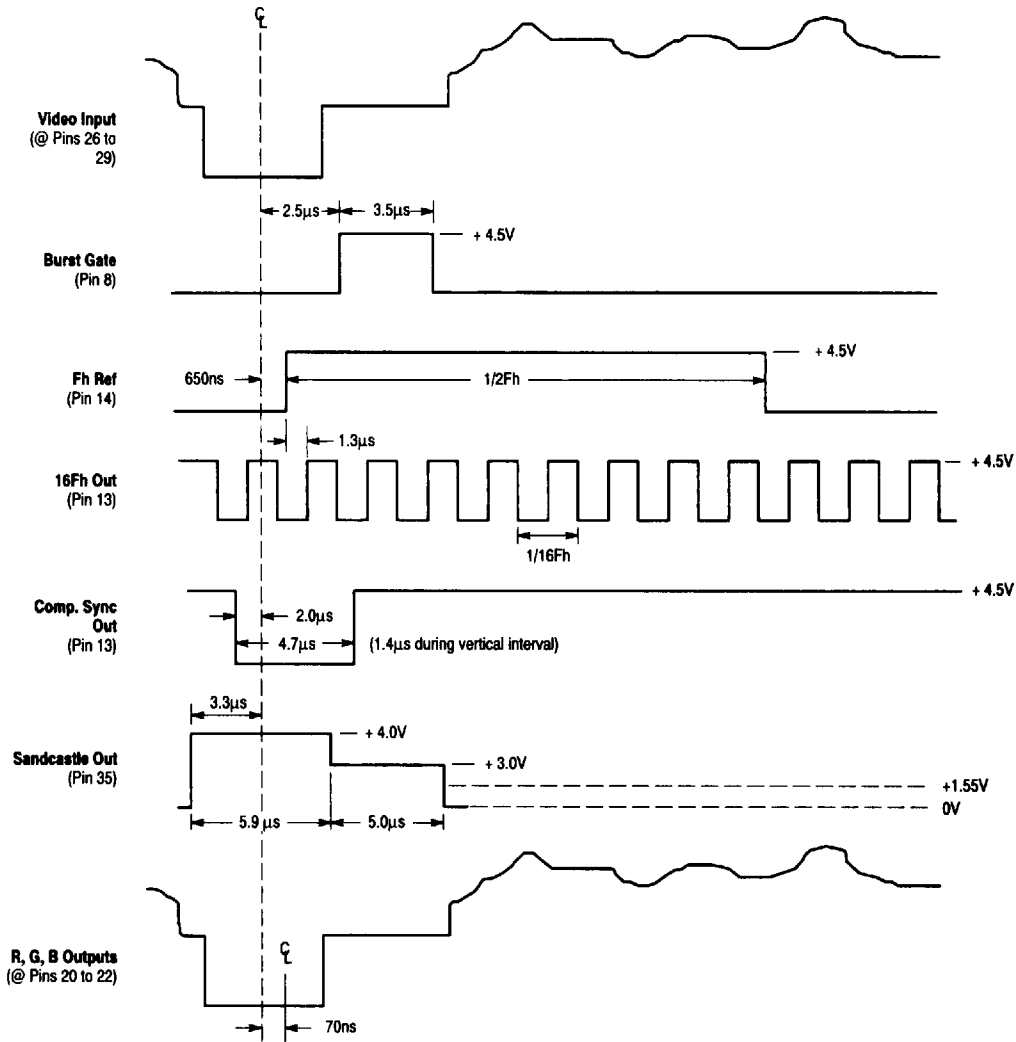 ℄
Video Input
(@ Pins 26 to
29)
2.5µs
3.5µs
+ 4.5V
Burst Gate
(Pin 8)
+ 4.5V
650ns
1/2Fh
Fh Ref
(Pin 14)
1.3µs
16Fh Out
(Pin 13)
+ 4.5V
1/16Fh
Comp. Sync
Out
(Pin 13)
+4.5V
2.0µs
4.7µs
(1.4µs during vertical interval)
3.3µs
+ 4.0V
Sandcastle Out
(Pin 35)
+ 3.0V
+1.55V
0V
5.9 µs
5.0µs
℄
R, G, B Outputs
(@ Pins 20 to 22)
70ns